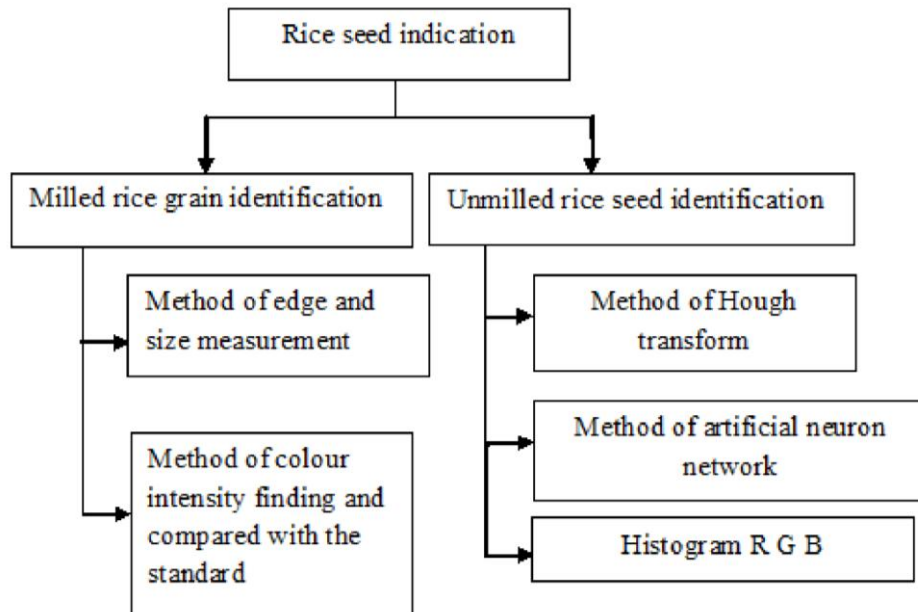 Rice seed indication
Milled rice grain identification
Unmilled rice seed identification
Method of edge and
size measurement
Method of Hough
transform
Method of colour
intensity finding and
compared with the
standard
Method of artificial neuron
network
Histogram R G B